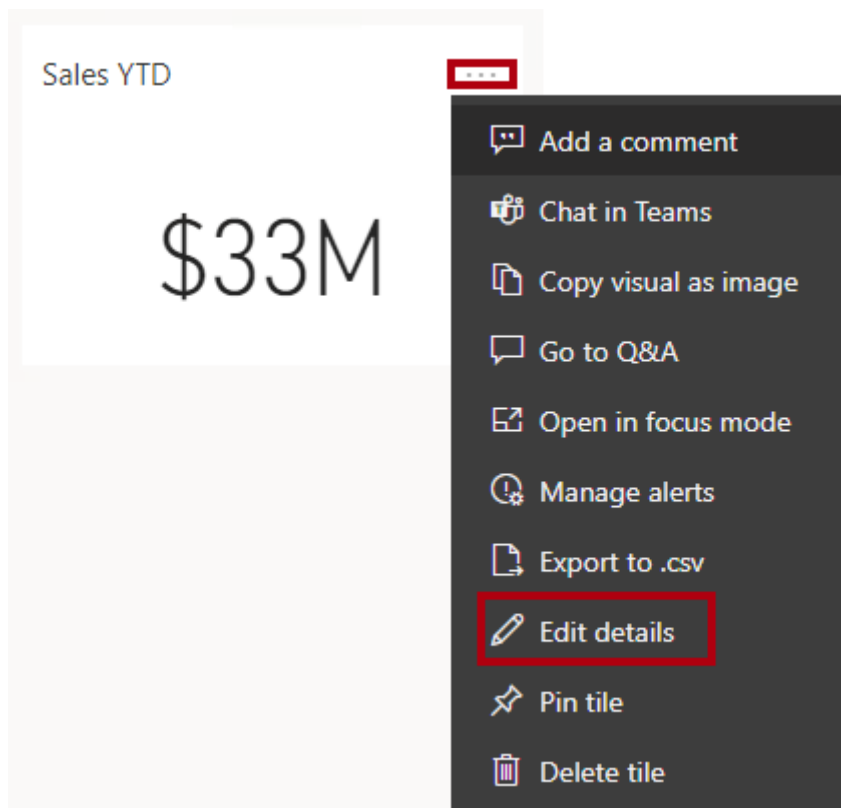 Sales YTD
...
$33M
Add a comment
Chat in Teams
Copy visual as image
Go to Q&A
Open in focus mode
Manage alerts
Export to .csv
Edit details
Pin tile
Delete tile